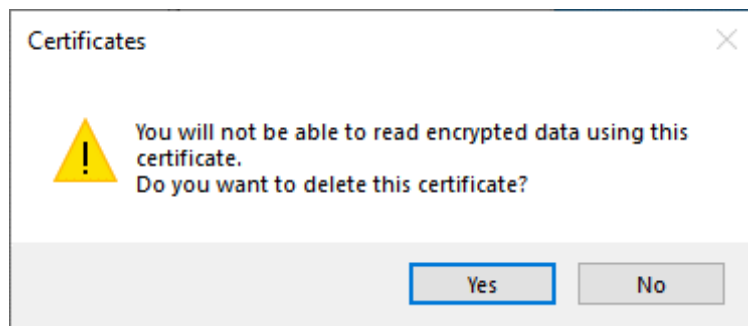 Certificates
You will not be able to read encrypted data using this
certificate.
Do you want to delete this certificate?
Yes
No